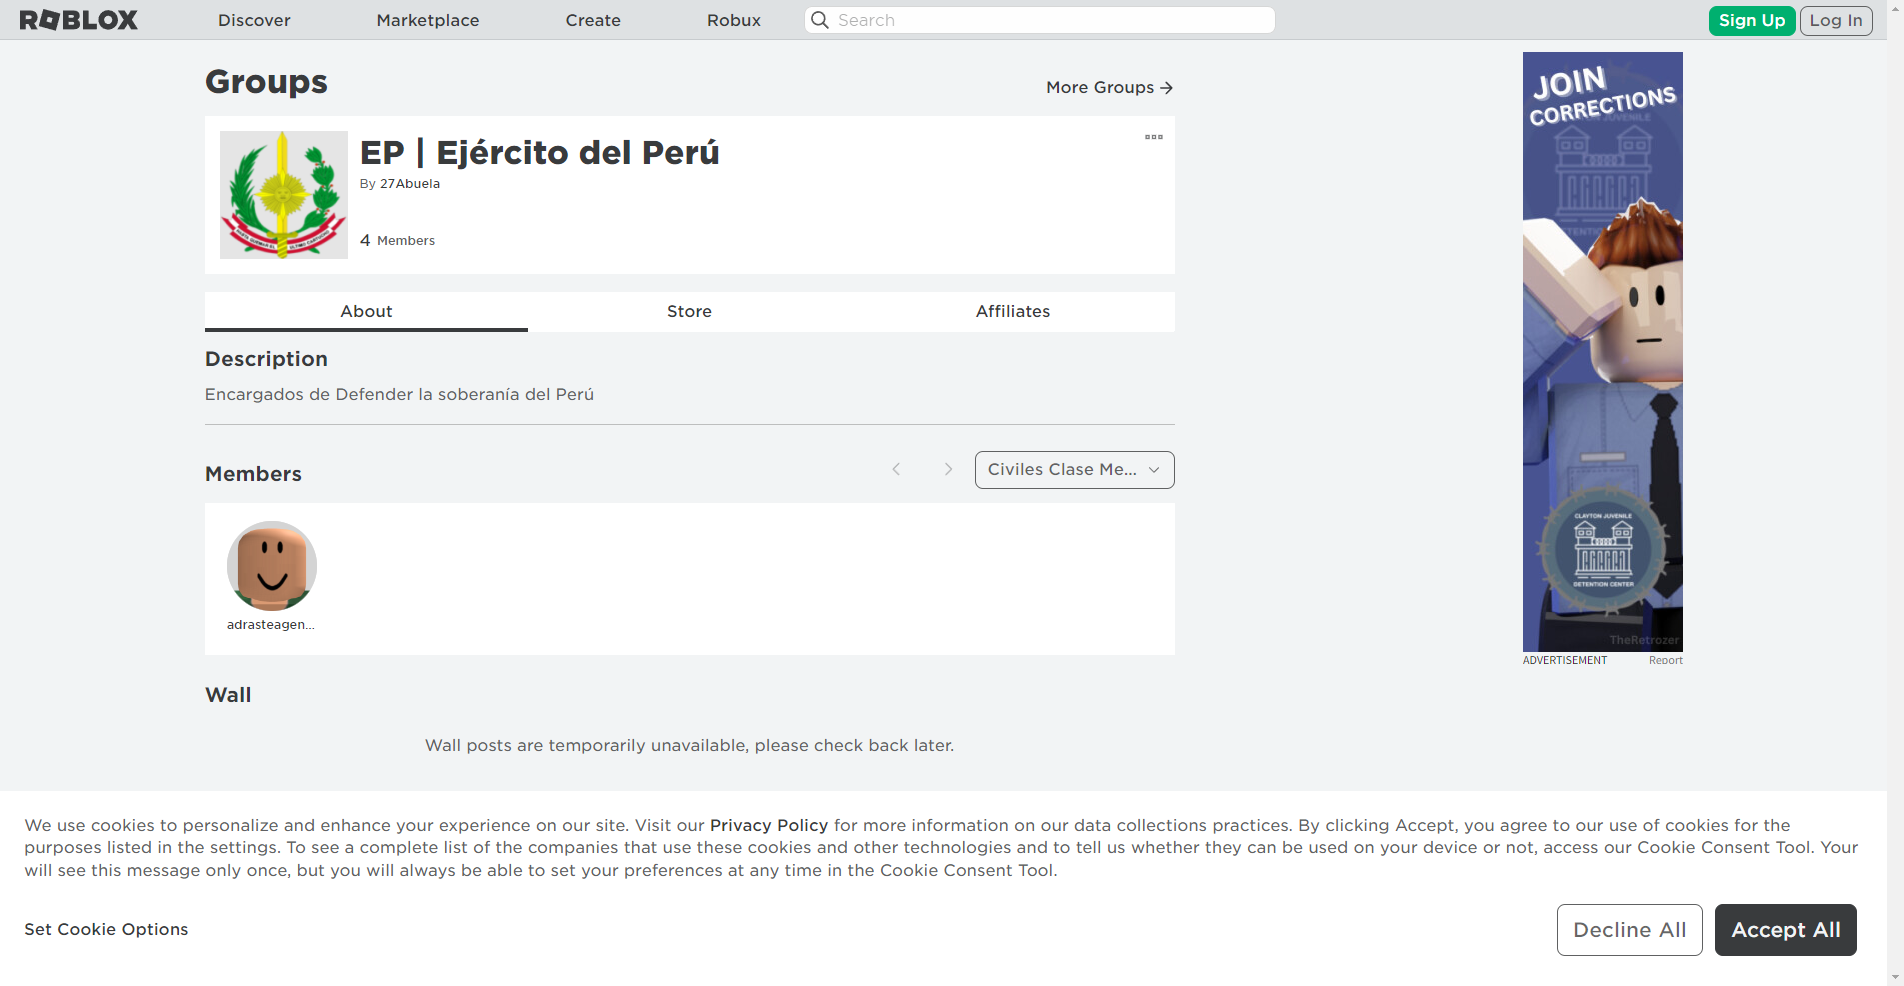 ROBLOX
Discover
Marketplace
Create
Robux
Search
Sign Up
Log In
Groups
More Groups
EP | Ejército del Perú
By 27Abuela
4 Members
About
Store
Affiliates
Description
Encargados de Defender la soberanía del Perú
Members
Civiles Clase Me...
adrasteagen...
Wall
Wall posts are temporarily unavailable, please check back later.
JOIN
CORRECTIONS
CLAYTON JUVENILE
DETENTION CENTER
TheRetrozer
ADVERTISEMENT
Report
We use cookies to personalize and enhance your experience on our site. Visit our Privacy Policy for more information on our data collections practices. By clicking Accept, you agree to our use of cookies for the
purposes listed in the settings. To see a complete list of the companies that use these cookies and other technologies and to tell us whether they can be used on your device or not, access our Cookie Consent Tool. Your
will see this message only once, but you will always be able to set your preferences at any time in the Cookie Consent Tool.
Set Cookie Options
Decline All
Accept All